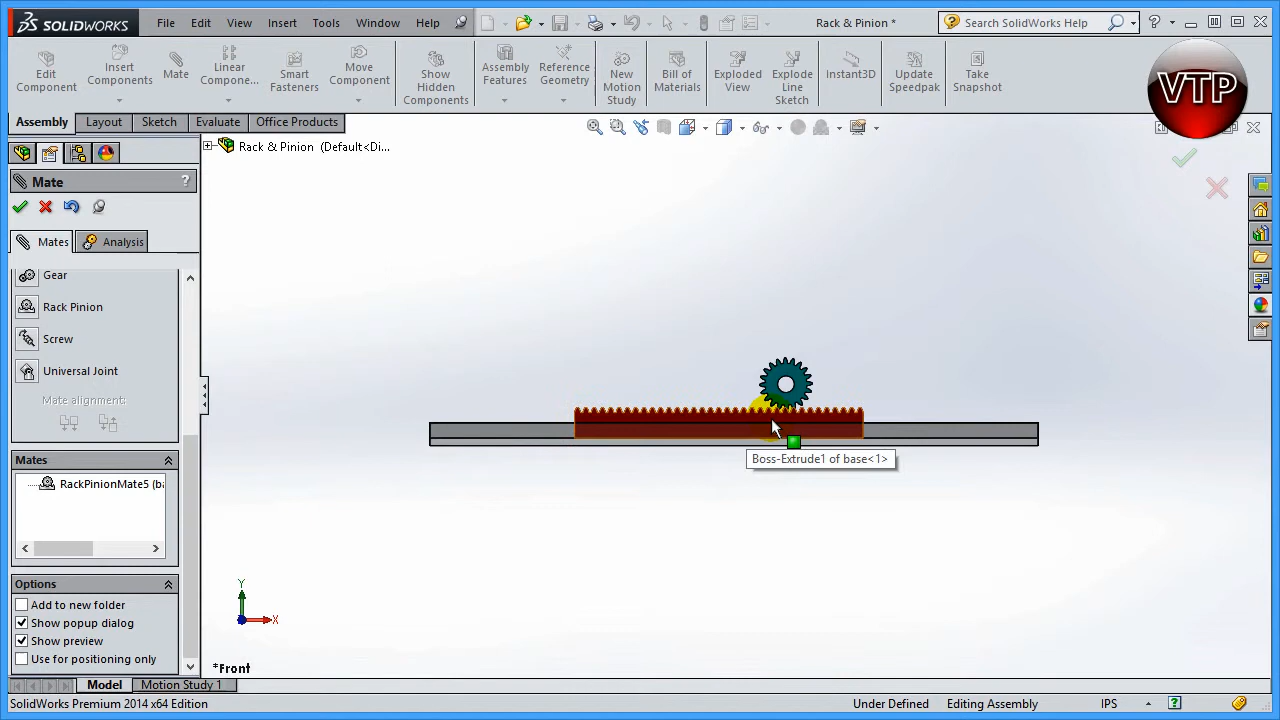 SOLIDWORKS File Edit View Insert Tools Window Help Rack & Pinion * Search SolidWorks Help
Edit Component
Insert Components
Mate
Linear Compone...
Smart Fasteners
Move Component
Show Hidden Components
Assembly Features
Reference Geometry
New Motion Study
Bill of Materials
Exploded View
Explode Line Sketch
Instant3D
Update Speedpak
Take Snapshot
VTP
Assembly Layout Sketch Evaluate Office Products
Rack & Pinion (Default<Di...
Mate ?
Mates Analysis
Gear
Rack Pinion
Screw
Universal Joint
Mate alignment:
Mates
RackPinionMate5 (ba
Options
Add to new folder
Show popup dialog
Show preview
Use for positioning only
Boss-Extrude1 of base<1>
Y
X
*Front
Model Motion Study 1
SolidWorks Premium 2014 x64 Edition Under Defined Editing Assembly IPS